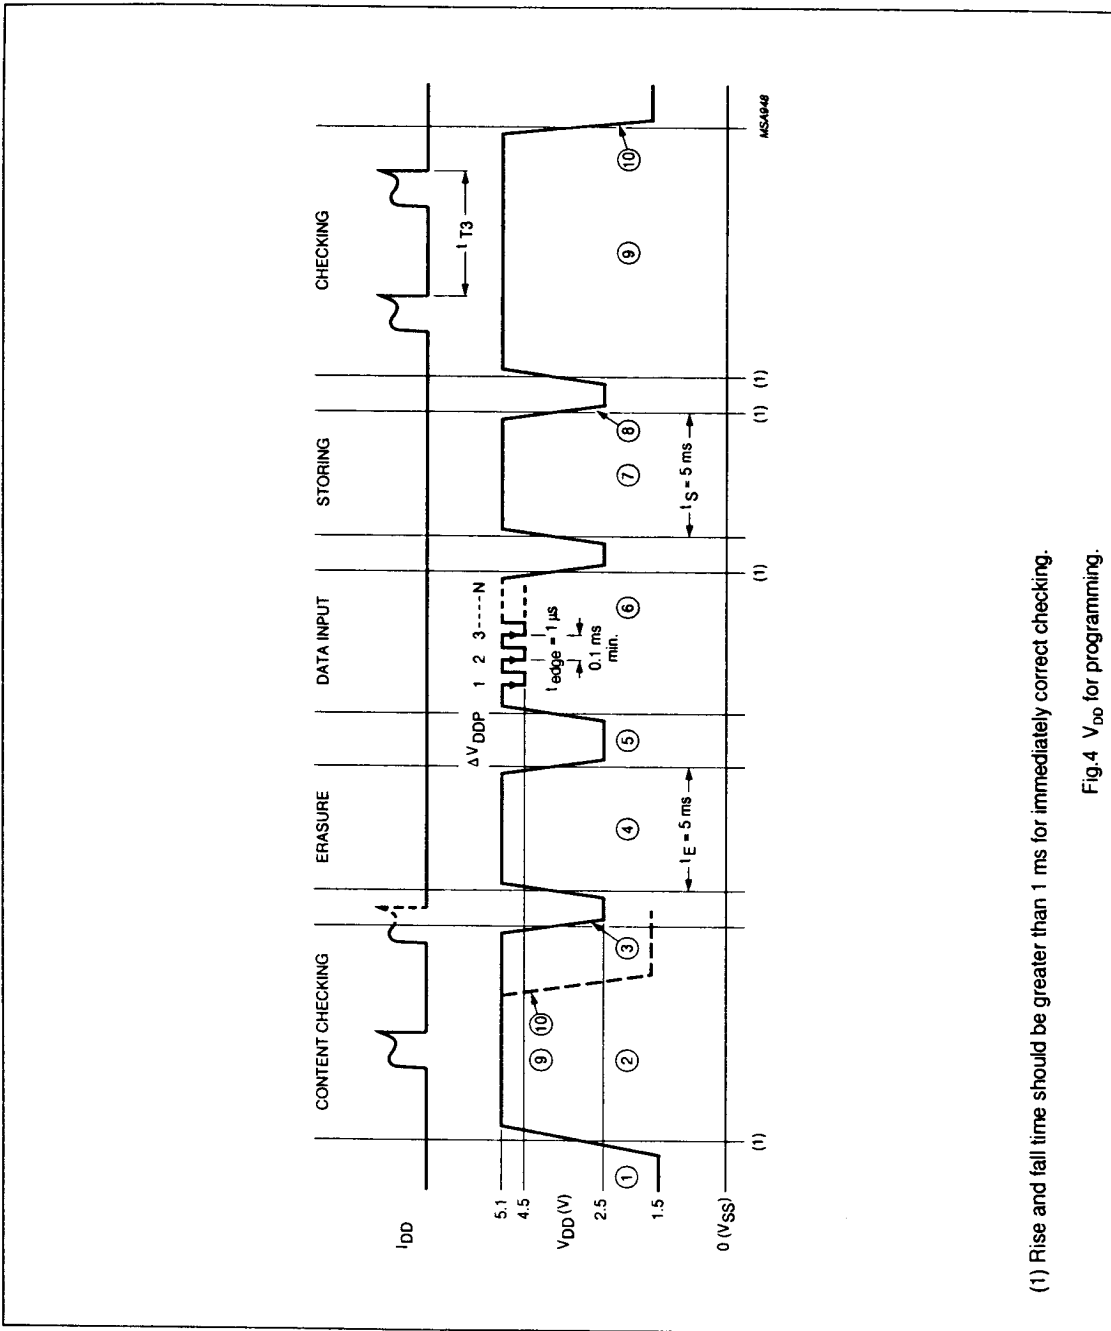 CONTENT CHECKING
ERASURE
DATA INPUT
STORING
CHECKING
IDD
tT3
ΔVDDP
1 2 3 ---- N
5.1
4.5
VDD (V)
2.5
1.5
0 (VSS)
tedge = 1 µs
0.1 ms
min.
①
②
③
④
⑤
⑥
⑦
⑧
⑨
⑩
⑨
⑩
tE = 5 ms
tS = 5 ms
(1)
(1)
(1)
(1)
MSA948
(1) Rise and fall time should be greater than 1 ms for immediately correct checking.
Fig.4 VDD for programming.